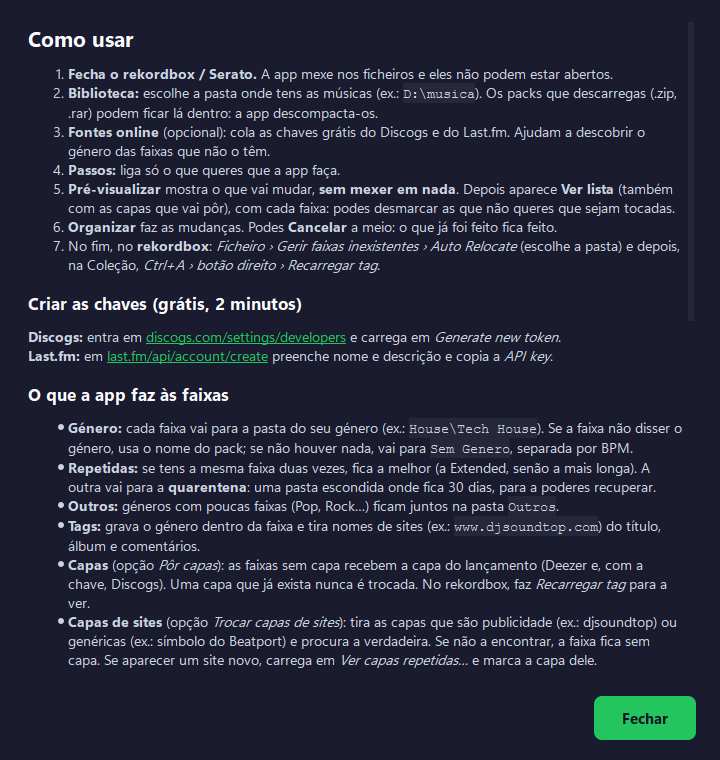 Como usar
1. Fecha o rekordbox / Serato. A app mexe nos ficheiros e eles não podem estar abertos.
2. Biblioteca: escolhe a pasta onde tens as músicas (ex.: D:\musica). Os packs que descarregas (.zip,
.rar) podem ficar lá dentro: a app descompacta-os.
3. Fontes online (opcional): cola as chaves grátis do Discogs e do Last.fm. Ajudam a descobrir o
género das faixas que não o têm.
4. Passos: liga só o que queres que a app faça.
5. Pré-visualizar mostra o que vai mudar, sem mexer em nada. Depois aparece Ver lista (também
com as capas que vai pôr), com cada faixa: podes desmarcar as que não queres que sejam tocadas.
6. Organizar faz as mudanças. Podes Cancelar a meio: o que já foi feito fica feito.
7. No fim, no rekordbox: Ficheiro › Gerir faixas inexistentes › Auto Relocate (escolhe a pasta) e depois,
na Coleção, Ctrl+A › botão direito › Recarregar tag.
Criar as chaves (grátis, 2 minutos)
Discogs: entra em discogs.com/settings/developers e carrega em Generate new token.
Last.fm: em last.fm/api/account/create preenche nome e descrição e copia a API key.
O que a app faz às faixas
• Género: cada faixa vai para a pasta do seu género (ex.: House\Tech House). Se a faixa não disser o
género, usa o nome do pack; se não houver nada, vai para Sem Genero, separada por BPM.
• Repetidas: se tens a mesma faixa duas vezes, fica a melhor (a Extended, senão a mais longa). A
outra vai para a quarentena: uma pasta escondida onde fica 30 dias, para a poderes recuperar.
• Outros: géneros com poucas faixas (Pop, Rock…) ficam juntos na pasta Outros.
• Tags: grava o género dentro da faixa e tira nomes de sites (ex.: www.djsoundtop.com) do título,
álbum e comentários.
• Capas (opção Pôr capas): as faixas sem capa recebem a capa do lançamento (Deezer e, com a
chave, Discogs). Uma capa que já exista nunca é trocada. No rekordbox, faz Recarregar tag para a
ver.
• Capas de sites (opção Trocar capas de sites): tira as capas que são publicidade (ex.: djsoundtop) ou
genéricas (ex.: símbolo do Beatport) e procura a verdadeira. Se não a encontrar, a faixa fica sem
capa. Se aparecer um site novo, carrega em Ver capas repetidas… e marca a capa dele.
Fechar